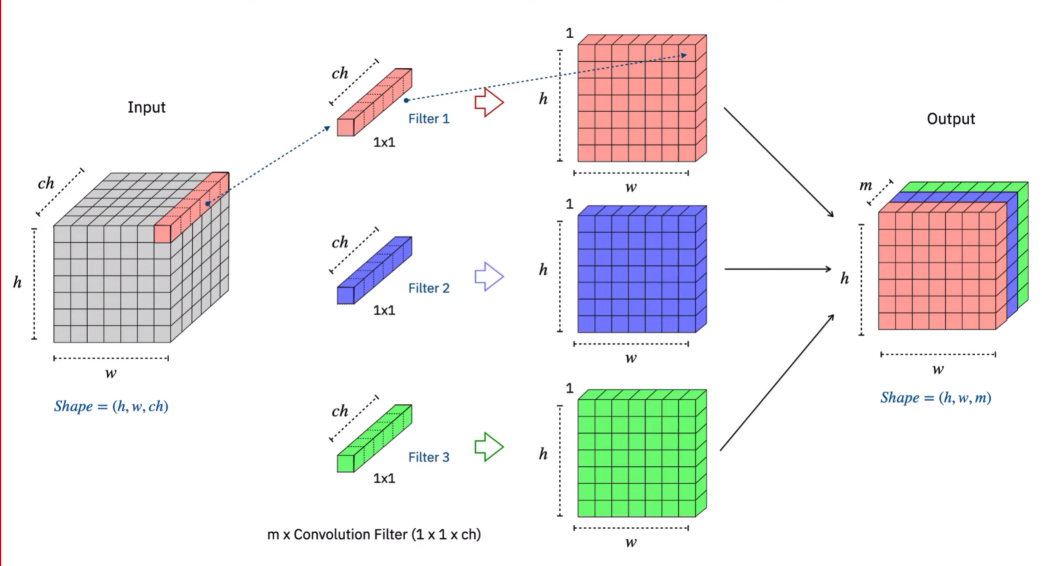 Input
ch
h
w
Shape = (h, w, ch)
ch
Filter 1
1x1
ch
Filter 2
1x1
ch
Filter 3
1x1
m x Convolution Filter (1 x 1 x ch)
1
h
w
1
h
w
1
h
w
Output
m
h
w
Shape = (h, w, m)